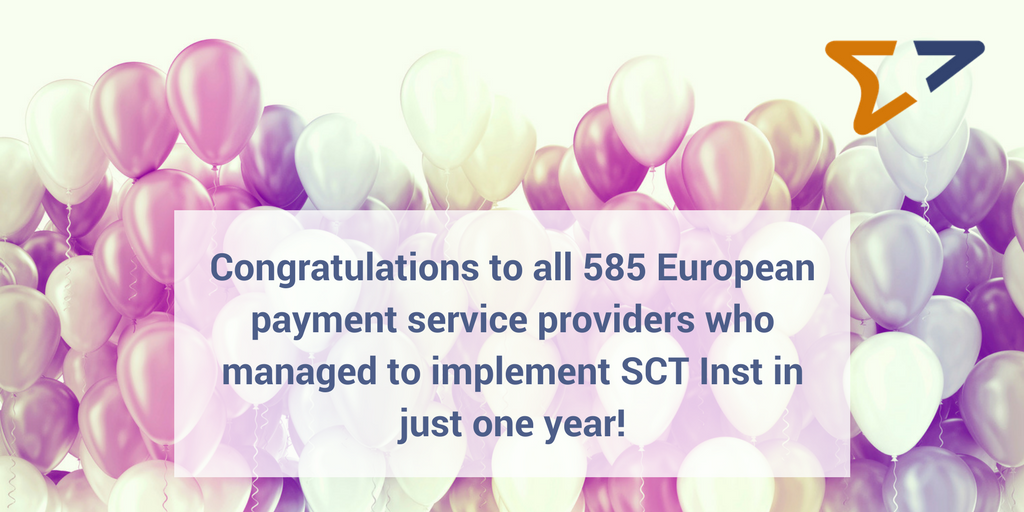 Congratulations to all 585 European
payment service providers who
managed to implement SCT Inst in
just one year!